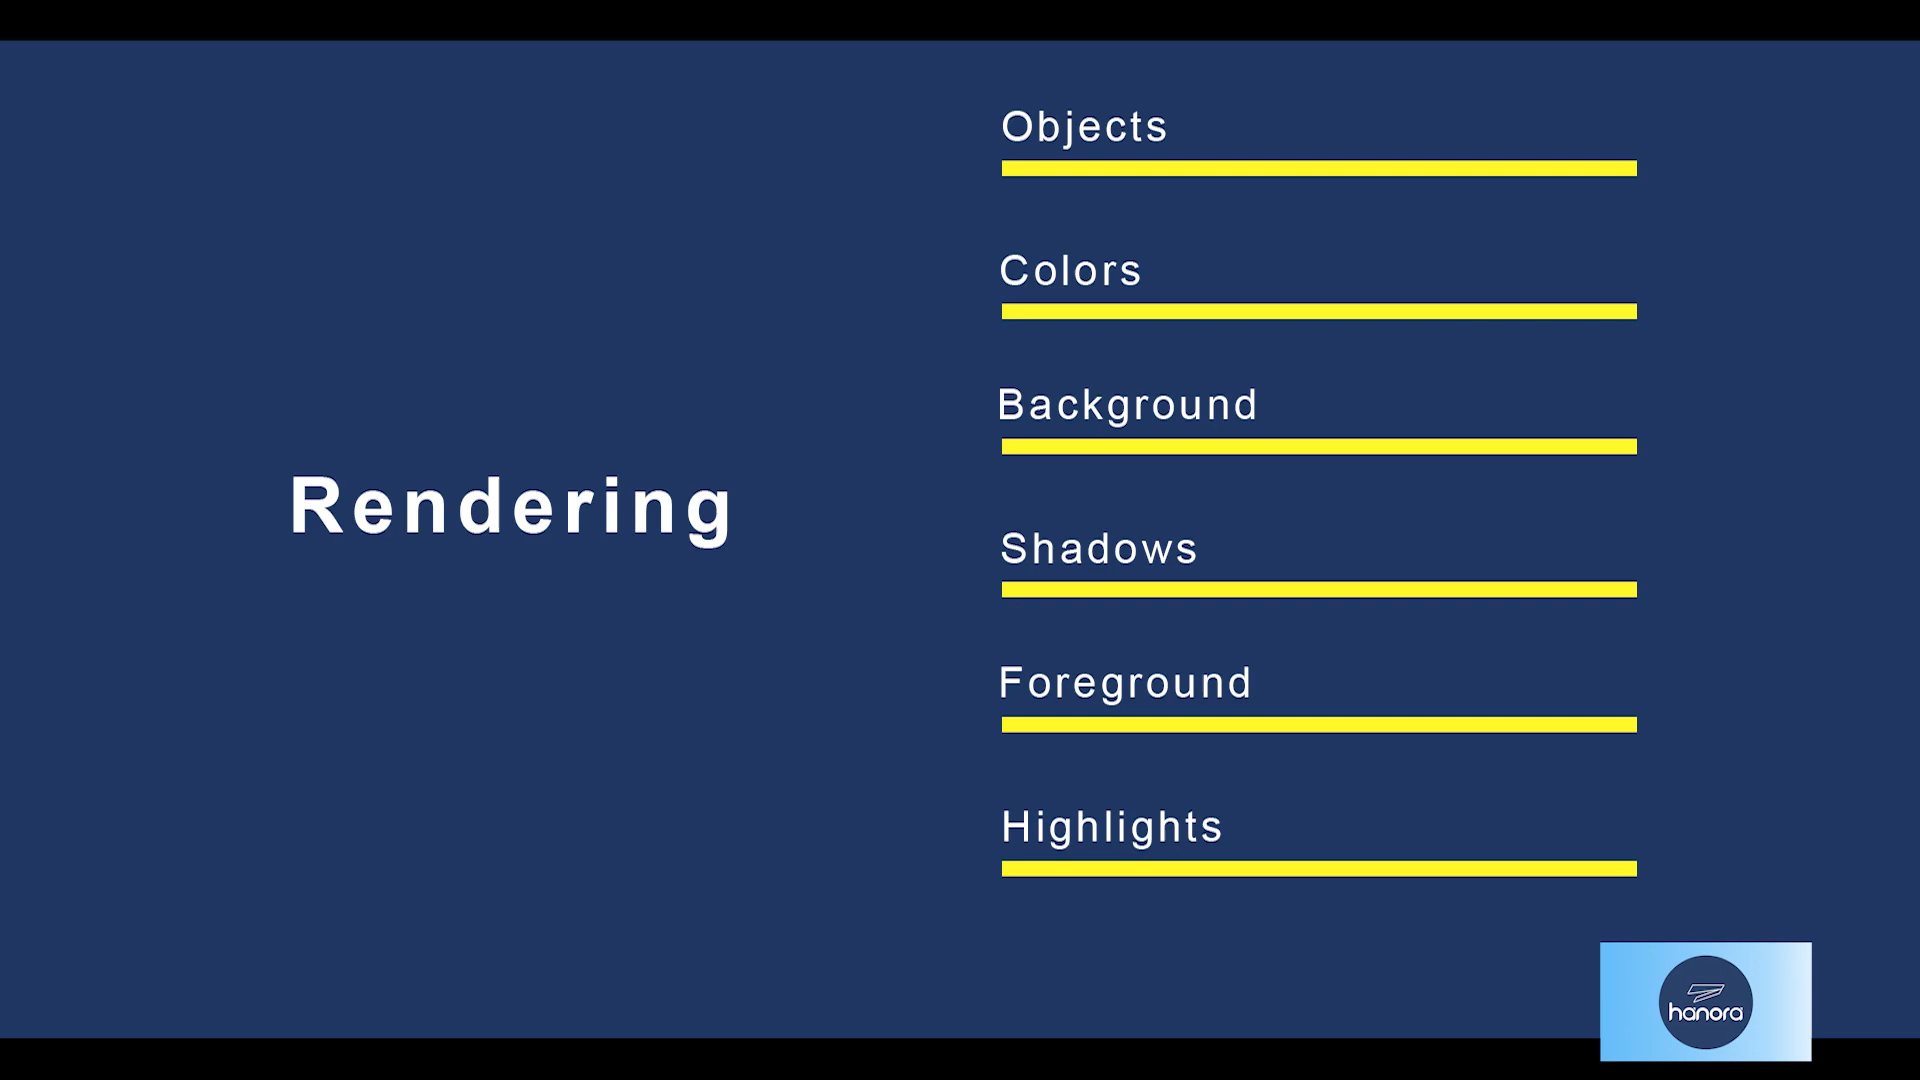 Rendering
Objects
Colors
Background
Shadows
Foreground
Highlights
hanora